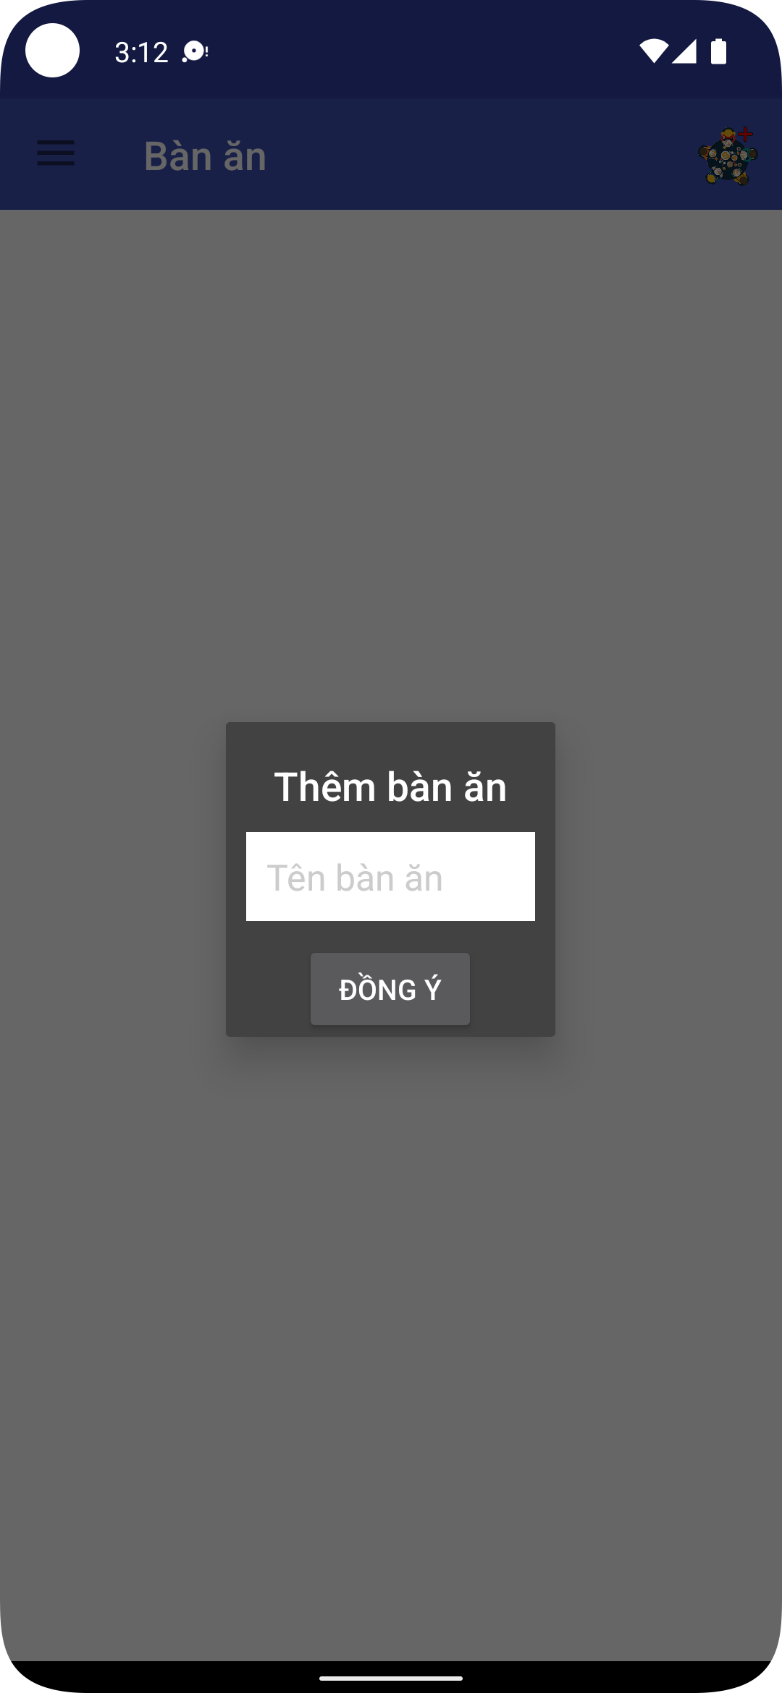 3:12
Bàn ăn
Thêm bàn ăn
Tên bàn ăn
ĐỒNG Ý